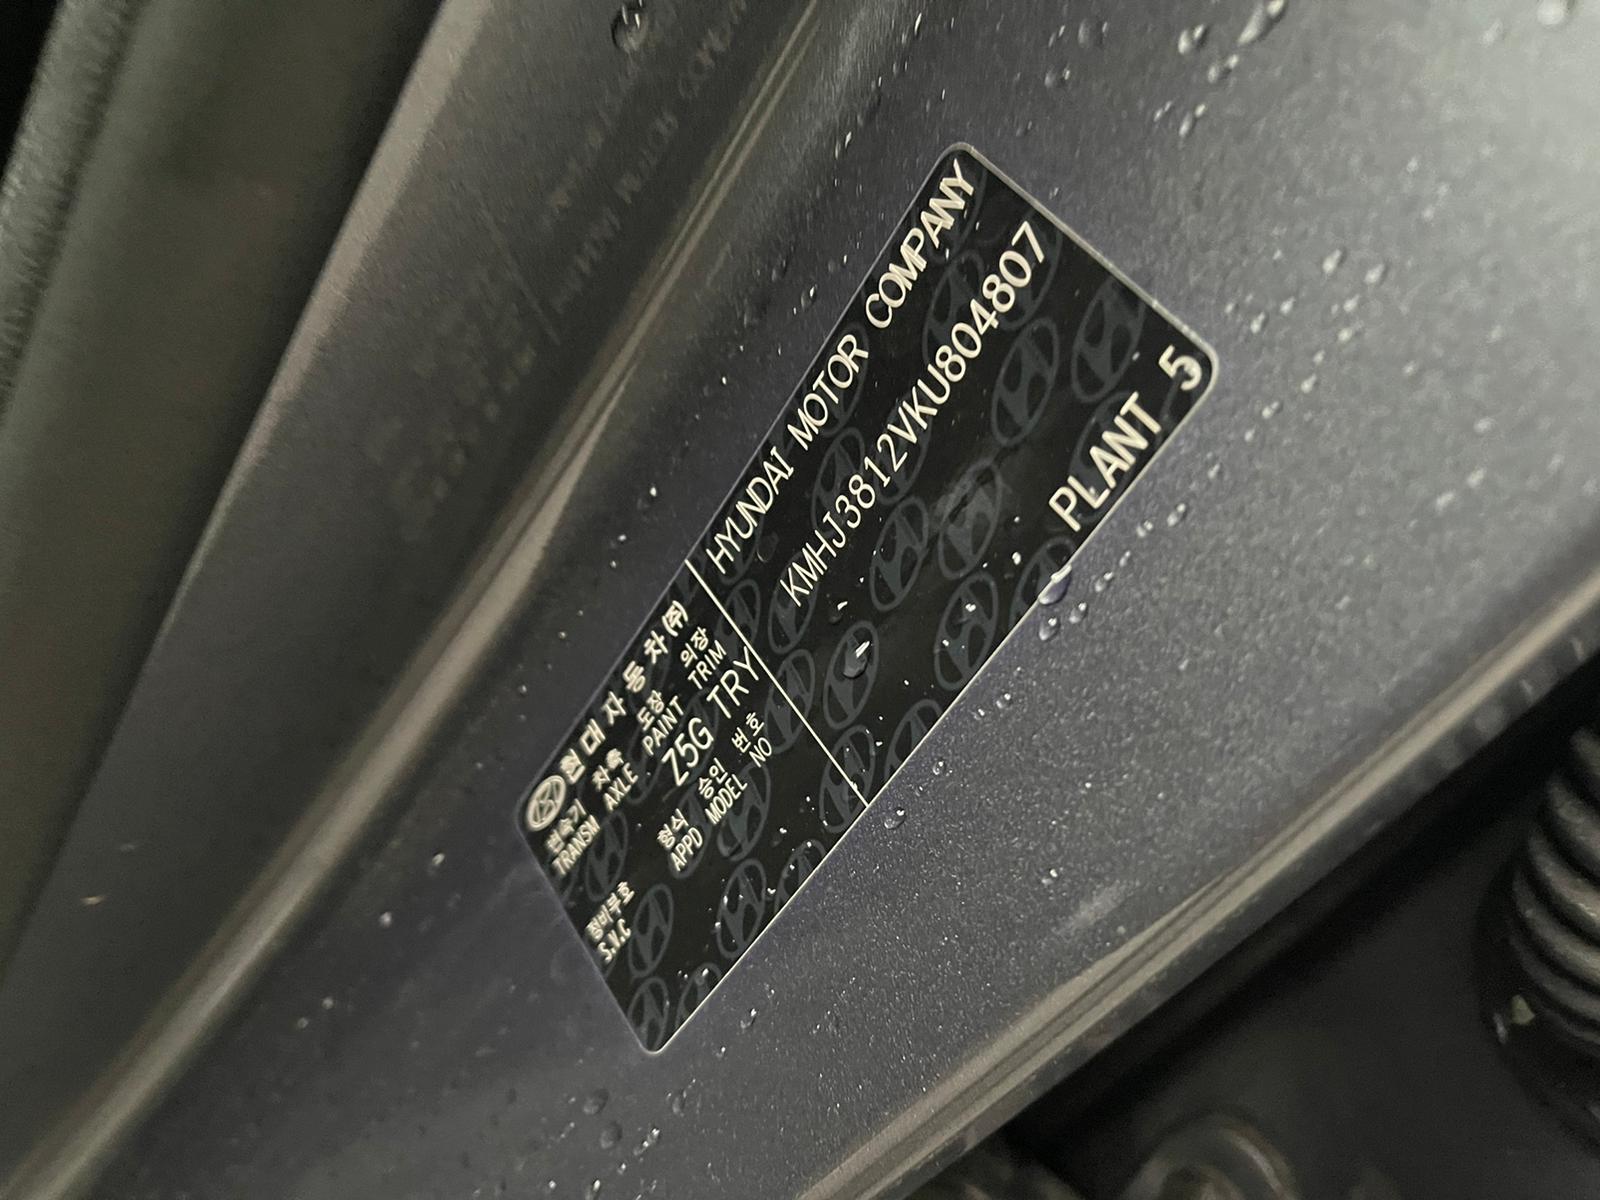 현대자동차(주)
HYUNDAI MOTOR COMPANY
변속기 차축 도장 의장
TRANSM AXLE PAINT TRIM
Z5G TRY
KMHJ3812VKU804807
형식 승인 번호
APPD MODEL NO
정비부호
S.V.C
PLANT 5